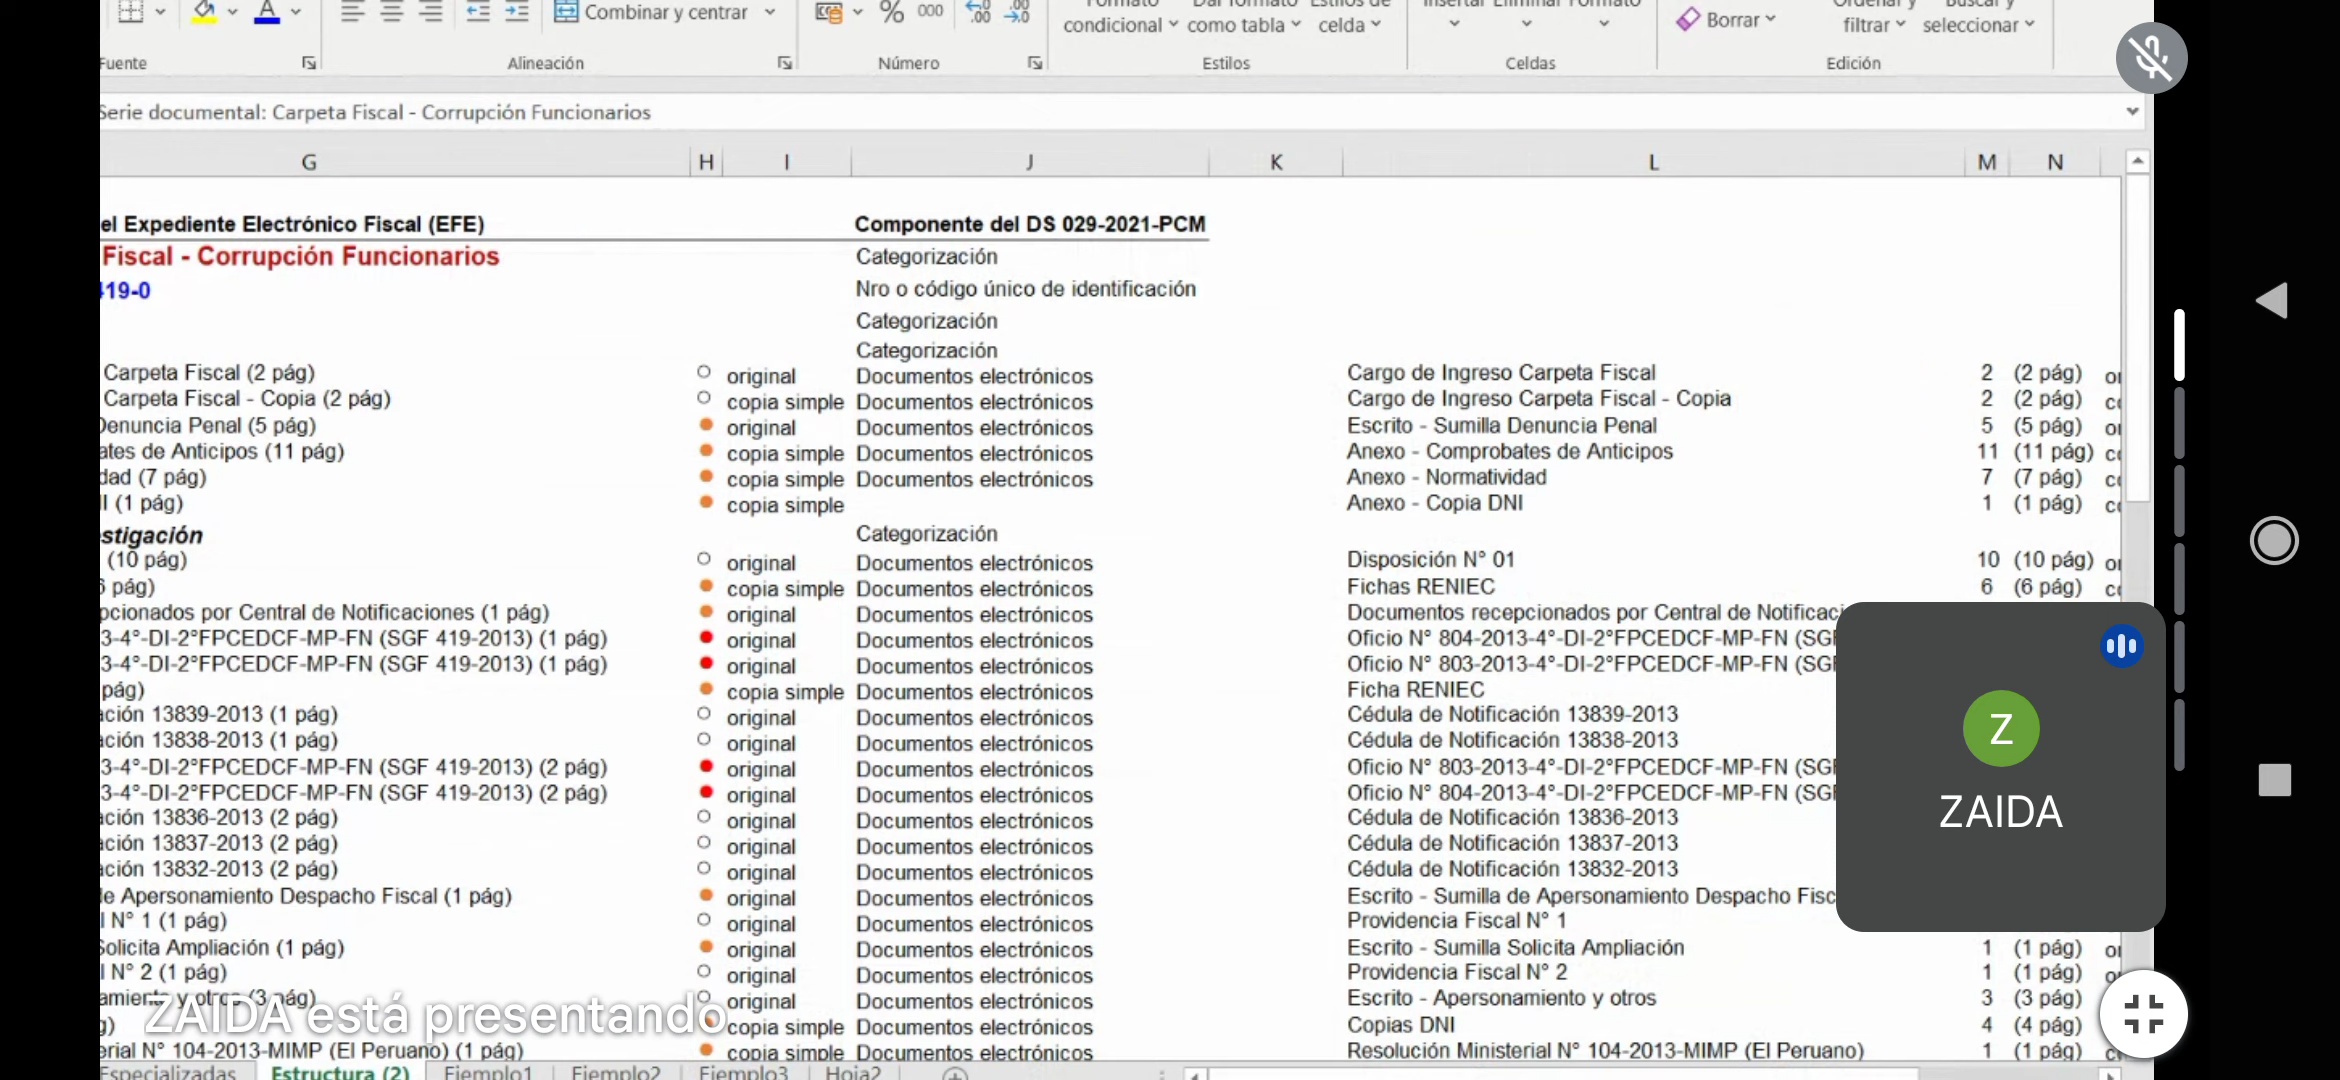 Combinar y centrar
% 000
condicional como tabla celda
Borrar
filtrar seleccionar
Fuente Alineación Número Estilos Celdas Edición
Serie documental: Carpeta Fiscal - Corrupción Funcionarios
G H I J K L M N
el Expediente Electrónico Fiscal (EFE) Componente del DS 029-2021-PCM
Fiscal - Corrupción Funcionarios Categorización
419-0 Nro o código único de identificación
Categorización
Categorización
Carpeta Fiscal (2 pág) original Documentos electrónicos Cargo de Ingreso Carpeta Fiscal 2 (2 pág)
Carpeta Fiscal - Copia (2 pág) copia simple Documentos electrónicos Cargo de Ingreso Carpeta Fiscal - Copia 2 (2 pág)
Denuncia Penal (5 pág) original Documentos electrónicos Escrito - Sumilla Denuncia Penal 5 (5 pág)
ates de Anticipos (11 pág) copia simple Documentos electrónicos Anexo - Comprobates de Anticipos 11 (11 pág)
dad (7 pág) copia simple Documentos electrónicos Anexo - Normatividad 7 (7 pág)
II (1 pág) copia simple Anexo - Copia DNI 1 (1 pág)
stigación Categorización
(10 pág) original Documentos electrónicos Disposición N° 01 10 (10 pág)
6 pág) copia simple Documentos electrónicos Fichas RENIEC 6 (6 pág)
pcionados por Central de Notificaciones (1 pág) original Documentos electrónicos Documentos recepcionados por Central de Notificaci
3-4°-DI-2°FPCEDCF-MP-FN (SGF 419-2013) (1 pág) original Documentos electrónicos Oficio N° 804-2013-4°-DI-2°FPCEDCF-MP-FN (SGF
3-4°-DI-2°FPCEDCF-MP-FN (SGF 419-2013) (1 pág) original Documentos electrónicos Oficio N° 803-2013-4°-DI-2°FPCEDCF-MP-FN (SGF
pág) copia simple Documentos electrónicos Ficha RENIEC
ación 13839-2013 (1 pág) original Documentos electrónicos Cédula de Notificación 13839-2013
ación 13838-2013 (1 pág) original Documentos electrónicos Cédula de Notificación 13838-2013
3-4°-DI-2°FPCEDCF-MP-FN (SGF 419-2013) (2 pág) original Documentos electrónicos Oficio N° 803-2013-4°-DI-2°FPCEDCF-MP-FN (SGF
3-4°-DI-2°FPCEDCF-MP-FN (SGF 419-2013) (2 pág) original Documentos electrónicos Oficio N° 804-2013-4°-DI-2°FPCEDCF-MP-FN (SGF
ación 13836-2013 (2 pág) original Documentos electrónicos Cédula de Notificación 13836-2013
ación 13837-2013 (2 pág) original Documentos electrónicos Cédula de Notificación 13837-2013
ación 13832-2013 (2 pág) original Documentos electrónicos Cédula de Notificación 13832-2013
de Apersonamiento Despacho Fiscal (1 pág) original Documentos electrónicos Escrito - Sumilla de Apersonamiento Despacho Fisc
l N° 1 (1 pág) original Documentos electrónicos Providencia Fiscal N° 1
Solicita Ampliación (1 pág) original Documentos electrónicos Escrito - Sumilla Solicita Ampliación 1 (1 pág)
l N° 2 (1 pág) original Documentos electrónicos Providencia Fiscal N° 2 1 (1 pág)
amiento y otros (3 pág) original Documentos electrónicos Escrito - Apersonamiento y otros 3 (3 pág)
g) copia simple Documentos electrónicos Copias DNI 4 (4 pág)
erial N° 104-2013-MIMP (El Peruano) (1 pág) copia simple Documentos electrónicos Resolución Ministerial N° 104-2013-MIMP (El Peruano) 1 (1 pág)
Especializadas Estructura (2) Ejemplo1 Ejemplo2 Ejemplo3 Hoja2
Z
ZAIDA
ZAIDA está presentando